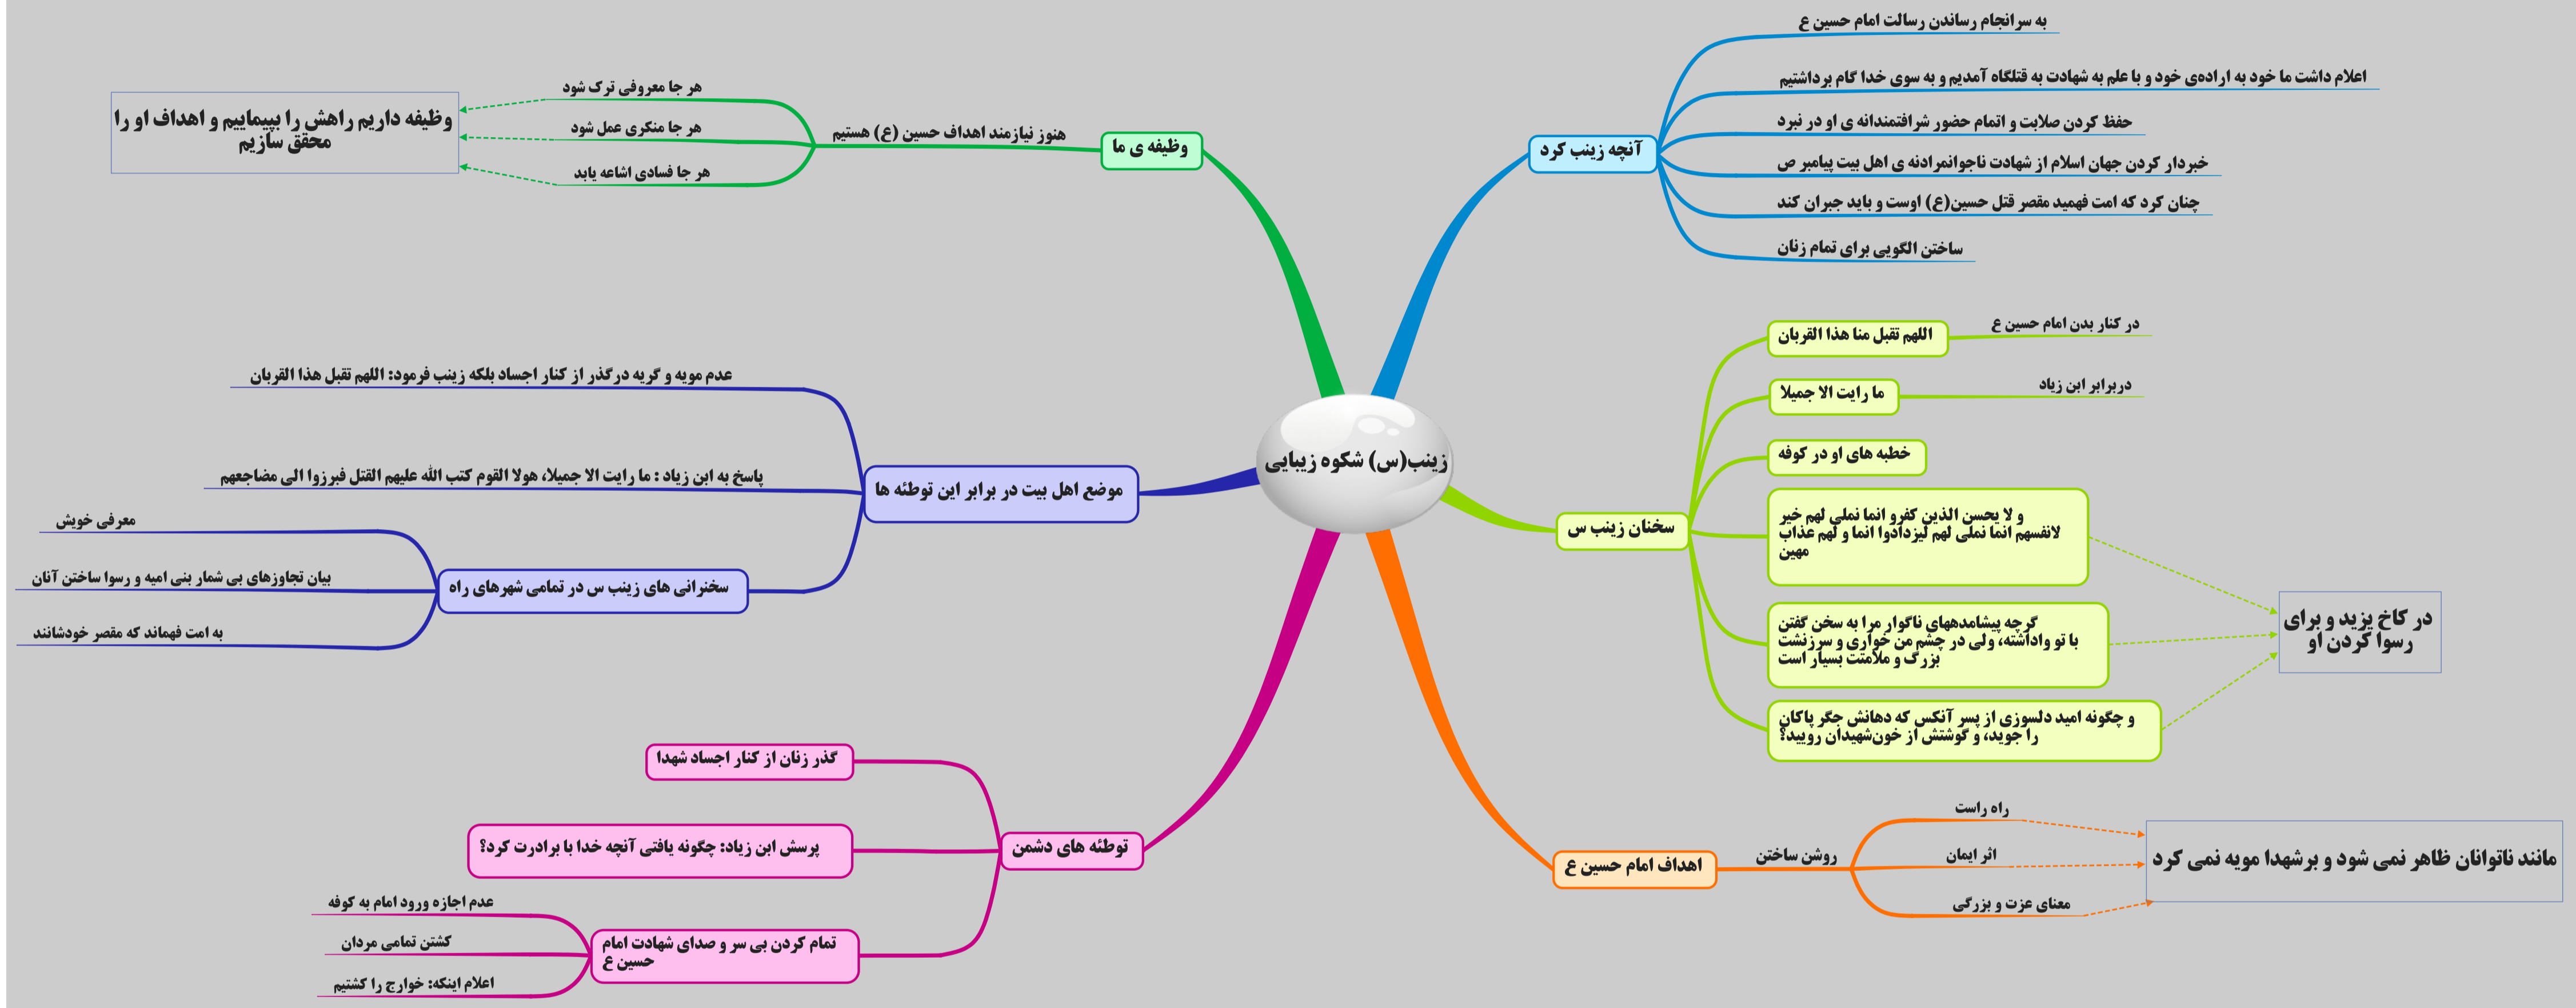 زینب(س) شکوه زیبایی
آنچه زینب کرد
به سرانجام رساندن رسالت امام حسین ع
اعلام داشت ما خود به اراده‌ی خود و با علم به شهادت به قتلگاه آمدیم و به سوی خدا گام برداشتیم
حفظ کردن صلابت و اتمام حضور شرافتمندانه ی او در نبرد
خبردار کردن جهان اسلام از شهادت ناجوانمرادنه ی اهل بیت پیامبر ص
چنان کرد که امت فهمید مقصر قتل حسین(ع) اوست و باید جبران کند
ساختن الگویی برای تمام زنان
سخنان زینب س
اللهم تقبل منا هذا القربان
در کنار بدن امام حسین ع
ما رایت الا جمیلا
دربرابر ابن زیاد
خطبه های او در کوفه
و لا یحسن الذین کفرو انما نملی لهم خیر
لانفسهم انما نملی لهم لیزدادوا انما و لهم عذاب
مهین
گرچه پیشامدههای ناگوار مرا به سخن گفتن
با تو واداشته، ولی در چشم من خواری و سرزنشت
بزرگ و ملامتت بسیار است
و چگونه امید دلسوزی از پسر آنکس که دهانش جگر پاکان
را جوید، و گوشتش از خون‌شهیدان رویید؟
در کاخ یزید و برای
رسوا کردن او
اهداف امام حسین ع
روشن ساختن
راه راست
اثر ایمان
معنای عزت و بزرگی
مانند ناتوانان ظاهر نمی شود و برشهدا مویه نمی کرد
وظیفه ی ما
هنوز نیازمند اهداف حسین (ع) هستیم
هر جا معروفی ترک شود
هر جا منکری عمل شود
هر جا فسادی اشاعه یابد
وظیفه داریم راهش را بپیماییم و اهداف او را
محقق سازیم
موضع اهل بیت در برابر این توطئه ها
عدم مویه و گریه درگذر از کنار اجساد بلکه زینب فرمود: اللهم تقبل هذا القربان
پاسخ به ابن زیاد : ما رایت الا جمیلا، هولا القوم کتب الله علیهم القتل فبرزوا الی مضاجعهم
سخنرانی های زینب س در تمامی شهرهای راه
معرفی خویش
بیان تجاوزهای بی شمار بنی امیه و رسوا ساختن آنان
به امت فهماند که مقصر خودشانند
توطئه های دشمن
گذر زنان از کنار اجساد شهدا
پرسش ابن زیاد: چگونه یافتی آنچه خدا با برادرت کرد؟
تمام کردن بی سر و صدای شهادت امام
حسین ع
عدم اجازه ورود امام به کوفه
کشتن تمامی مردان
اعلام اینکه: خوارج را کشتیم